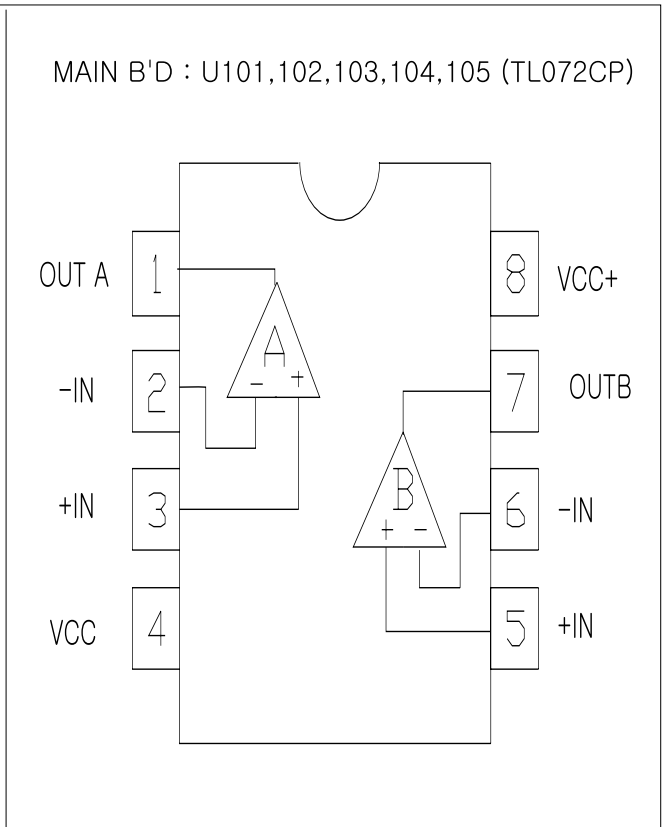 MAIN B'D : U101,102,103,104,105 (TL072CP)
OUT A 1
8 VCC+
A
- +
-IN 2
7 OUTB
B
+ -
+IN 3
6 -IN
VCC 4
5 +IN